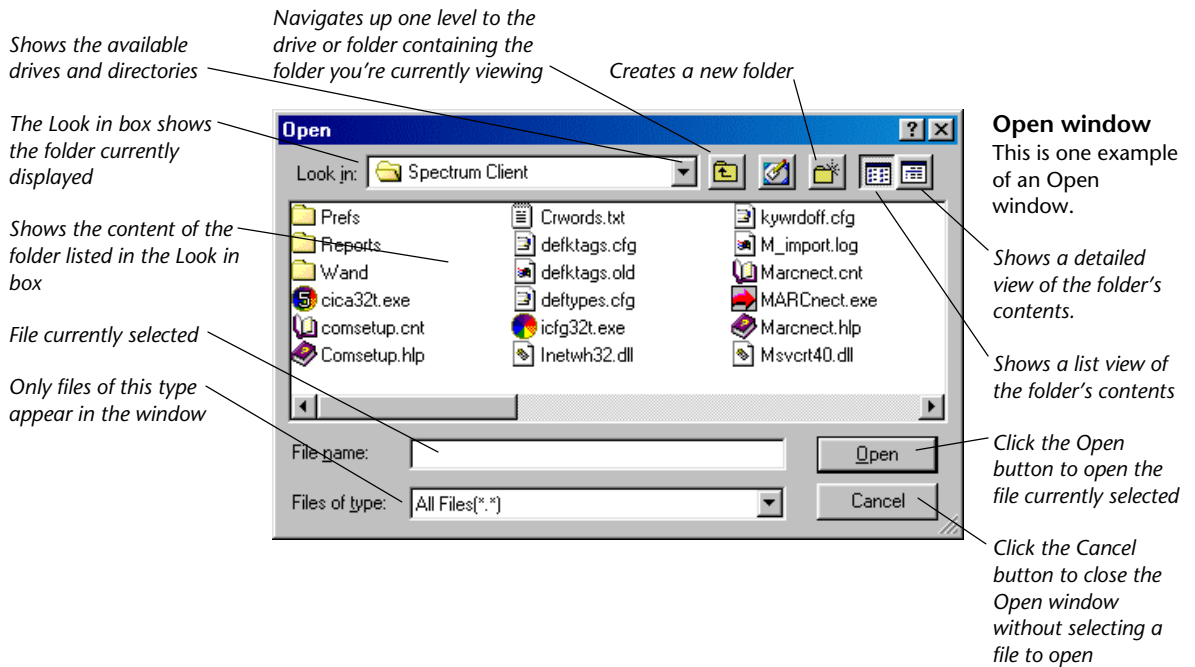 Navigates up one level to the
drive or folder containing the
folder you're currently viewing
Shows the available
drives and directories
Creates a new folder
The Look in box shows
the folder currently
displayed
Shows the content of the
folder listed in the Look in
box
File currently selected
Only files of this type
appear in the window
Open
Look in: Spectrum Client
Prefs
Reports
Wand
cica32t.exe
comsetup.cnt
Comsetup.hlp
Crwords.txt
defktags.cfg
defktags.old
deftypes.cfg
icfg32t.exe
Inetwh32.dll
kywrdoff.cfg
M_import.log
Marcnect.cnt
MARCnect.exe
Marcnect.hlp
Msvcrt40.dll
File name:
Open
Files of type: All Files(*.*)
Cancel
Open window
This is one example
of an Open
window.
Shows a detailed
view of the folder's
contents.
Shows a list view of
the folder's contents
Click the Open
button to open the
file currently selected
Click the Cancel
button to close the
Open window
without selecting a
file to open